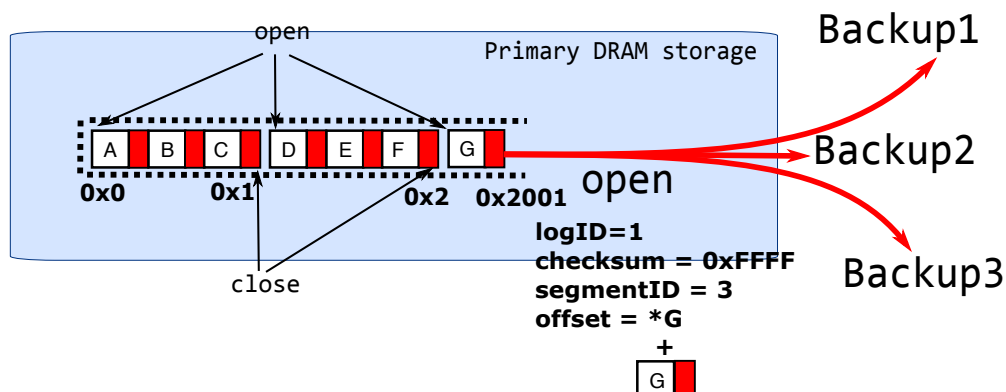 open
Primary DRAM storage
Backup1
A B C D E F G
Backup2
0x0 0x1 0x2 0x2001
open
logID=1
checksum = 0xFFFF
Backup3
close
segmentID = 3
offset = *G
+
G